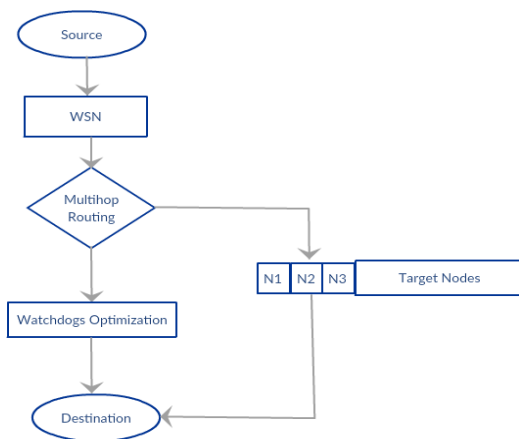 Source
WSN
Multihop
Routing
N1 N2 N3 Target Nodes
Watchdogs Optimization
Destination